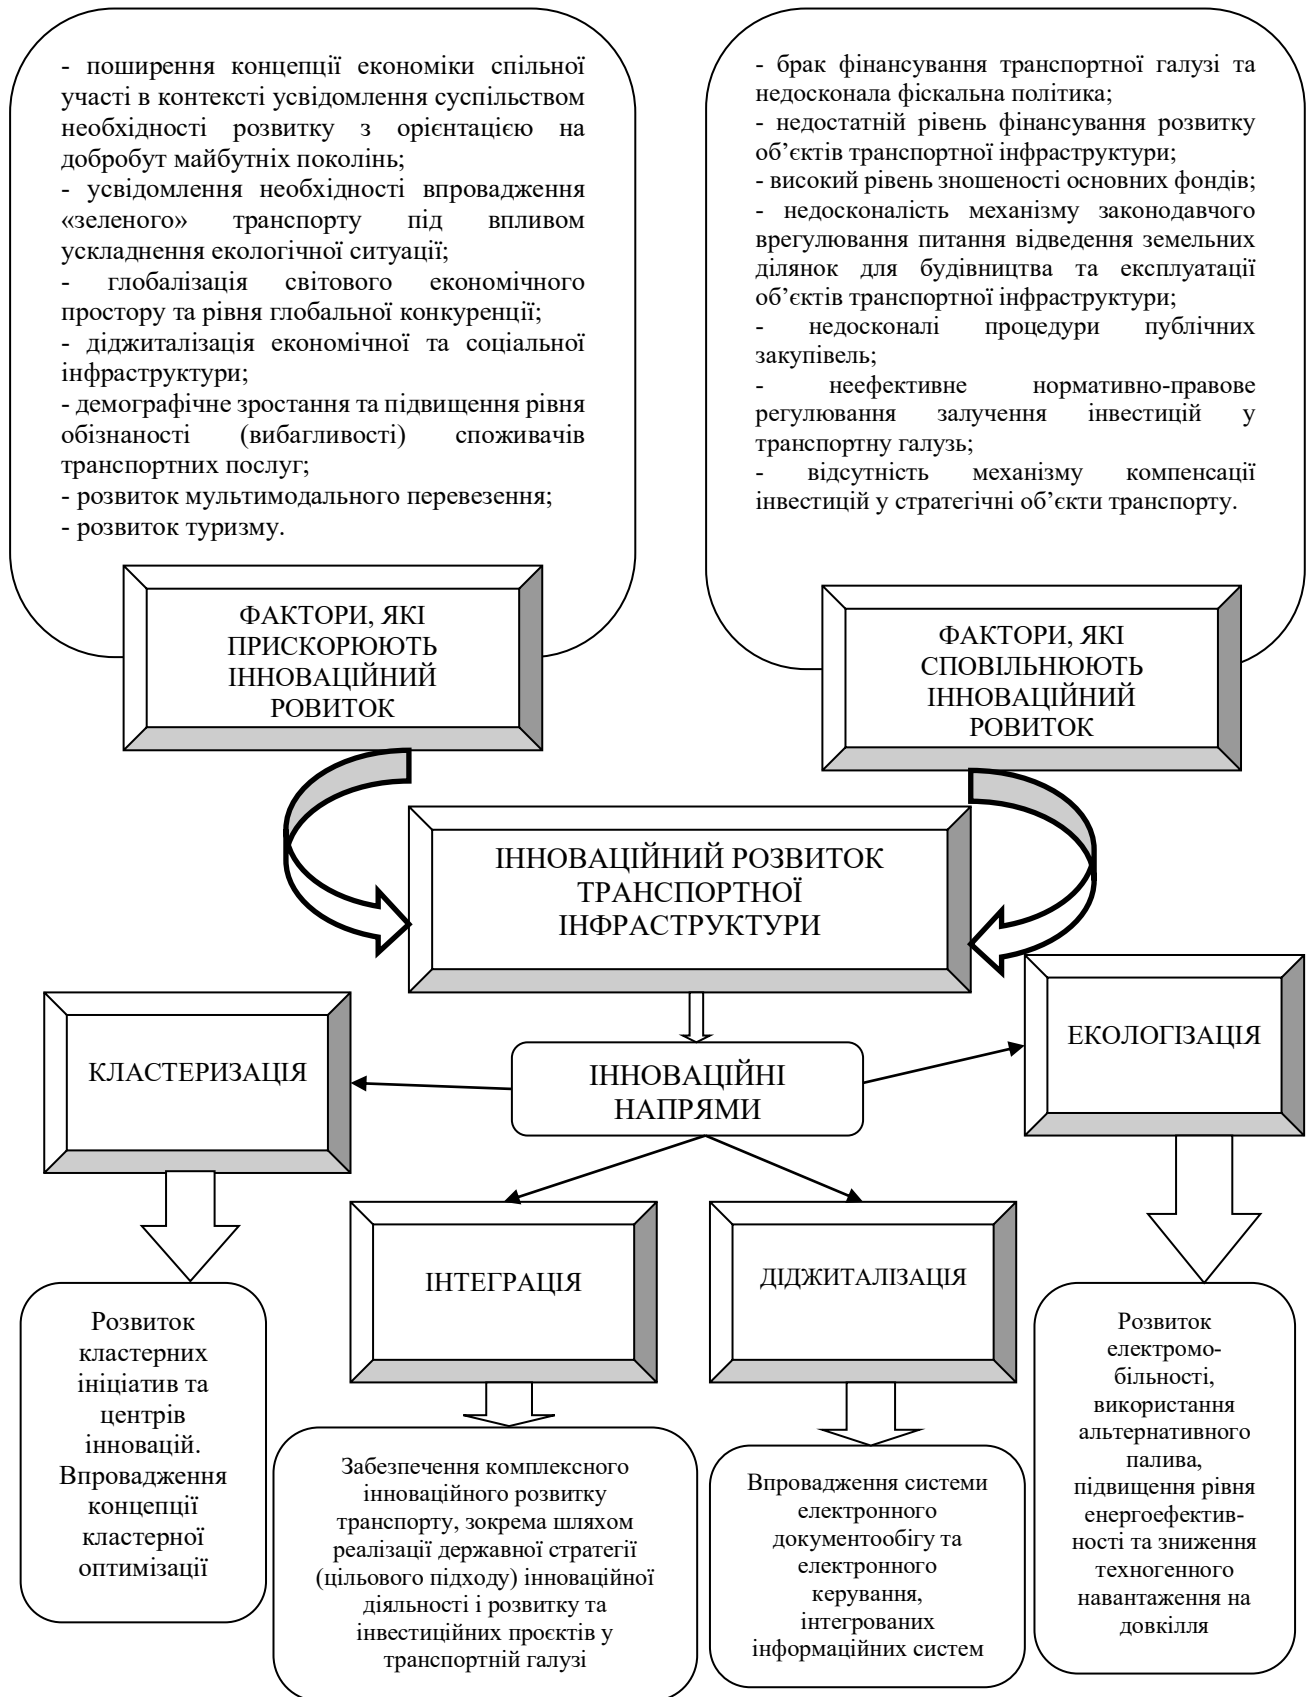 - поширення концепції економіки спільної
участі в контексті усвідомлення суспільством
необхідності розвитку з орієнтацією на
добробут майбутніх поколінь;
- усвідомлення необхідності впровадження
«зеленого» транспорту під впливом
ускладнення екологічної ситуації;
- глобалізація світового економічного
простору та рівня глобальної конкуренції;
- діджиталізація економічної та соціальної
інфраструктури;
- демографічне зростання та підвищення рівня
обізнаності (вибагливості) споживачів
транспортних послуг;
- розвиток мультимодального перевезення;
- розвиток туризму.
- брак фінансування транспортної галузі та
недосконала фіскальна політика;
- недостатній рівень фінансування розвитку
об’єктів транспортної інфраструктури;
- високий рівень зношеності основних фондів;
- недосконалість механізму законодавчого
врегулювання питання відведення земельних
ділянок для будівництва та експлуатації
об’єктів транспортної інфраструктури;
- недосконалі процедури публічних
закупівель;
- неефективне нормативно-правове
регулювання залучення інвестицій у
транспортну галузь;
- відсутність механізму компенсації
інвестицій у стратегічні об’єкти транспорту.
ФАКТОРИ, ЯКІ
ПРИСКОРЮЮТЬ
ІННОВАЦІЙНИЙ
РОВИТОК
ФАКТОРИ, ЯКІ
СПОВІЛЬНЮЮТЬ
ІННОВАЦІЙНИЙ
РОВИТОК
ІННОВАЦІЙНИЙ РОЗВИТОК
ТРАНСПОРТНОЇ
ІНФРАСТРУКТУРИ
КЛАСТЕРИЗАЦІЯ
ІННОВАЦІЙНІ
НАПРЯМИ
ЕКОЛОГІЗАЦІЯ
ІНТЕГРАЦІЯ
ДІДЖИТАЛІЗАЦІЯ
Розвиток
кластерних
ініціатив та
центрів
інновацій.
Впровадження
концепції
кластерної
оптимізації
Забезпечення комплексного
інноваційного розвитку
транспорту, зокрема шляхом
реалізації державної стратегії
(цільового підходу) інноваційної
діяльності і розвитку та
інвестиційних проєктів у
транспортній галузі
Впровадження системи
електронного
документообігу та
електронного
керування,
інтегрованих
інформаційних систем
Розвиток
електромо-
більності,
використання
альтернативного
палива,
підвищення рівня
енергоефектив-
ності та зниження
техногенного
навантаження на
довкілля